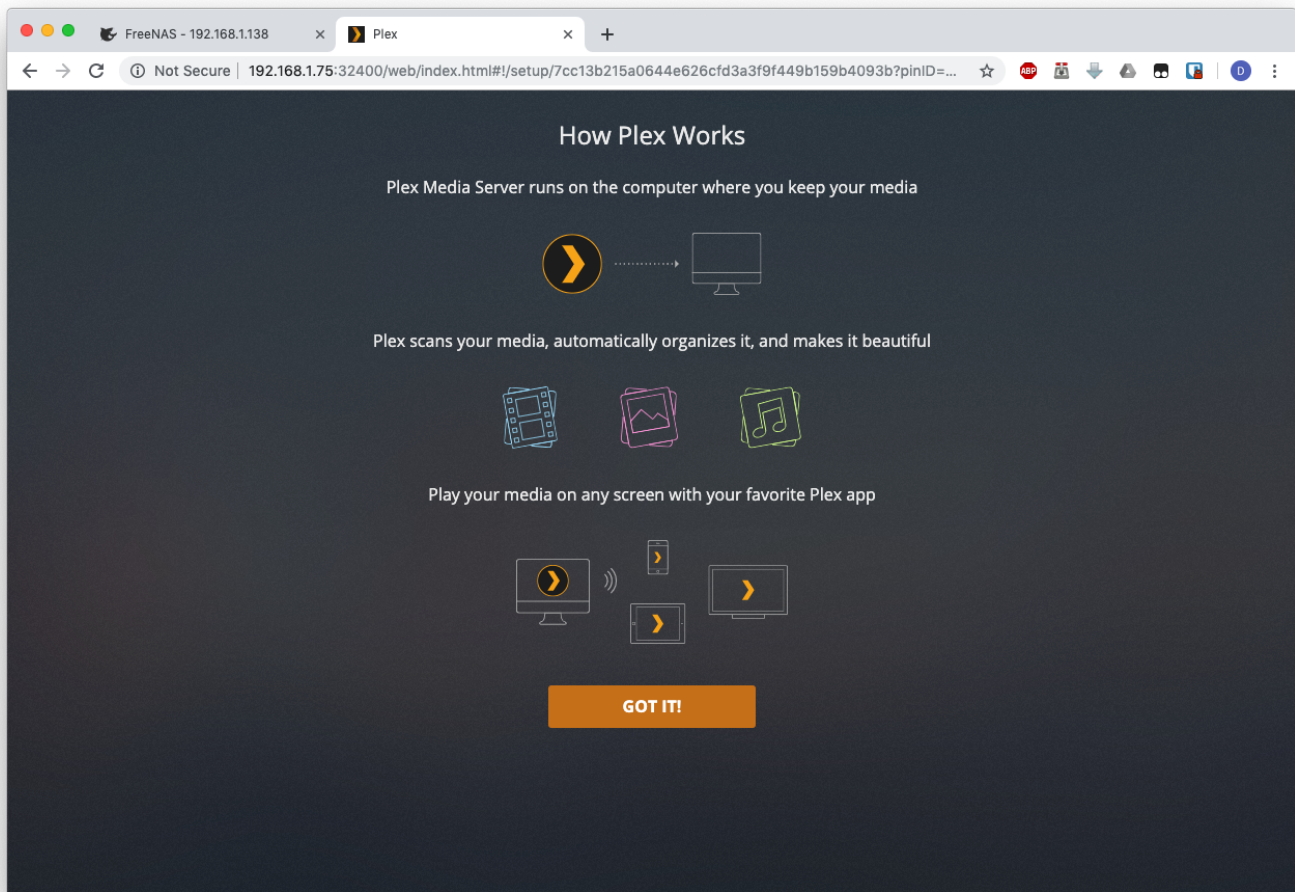 FreeNAS - 192.168.1.138
Plex
Not Secure | 192.168.1.75:32400/web/index.html#!/setup/7cc13b215a0644e626cfd3a3f9f449b159b4093b?pinID=...
ABP
D
How Plex Works
Plex Media Server runs on the computer where you keep your media
Plex scans your media, automatically organizes it, and makes it beautiful
Play your media on any screen with your favorite Plex app
GOT IT!